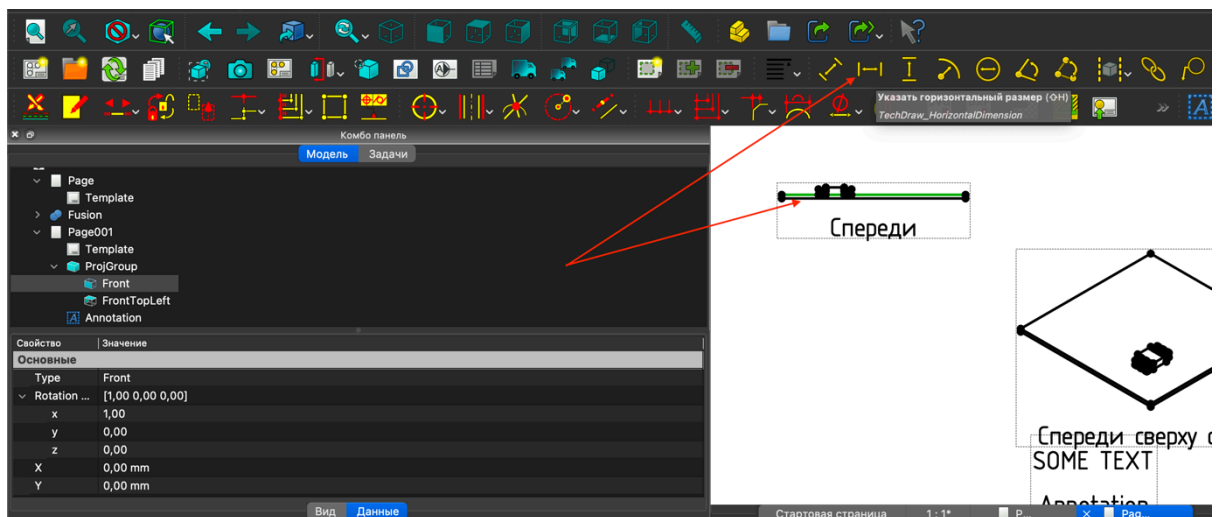 Указать горизонтальный размер (⇧H)
TechDraw_HorizontalDimension
Комбо панель
Модель Задачи
Page
Template
Fusion
Page001
Template
ProjGroup
Front
FrontTopLeft
Annotation
Спереди
Свойство Значение
Основные
Type Front
Rotation ... [1,00 0,00 0,00]
x 1,00
y 0,00
z 0,00
X 0,00 mm
Y 0,00 mm
Вид Данные
Спереди сверху
SOME TEXT
Annotation
Стартовая страница 1 : 1* P... Pag...